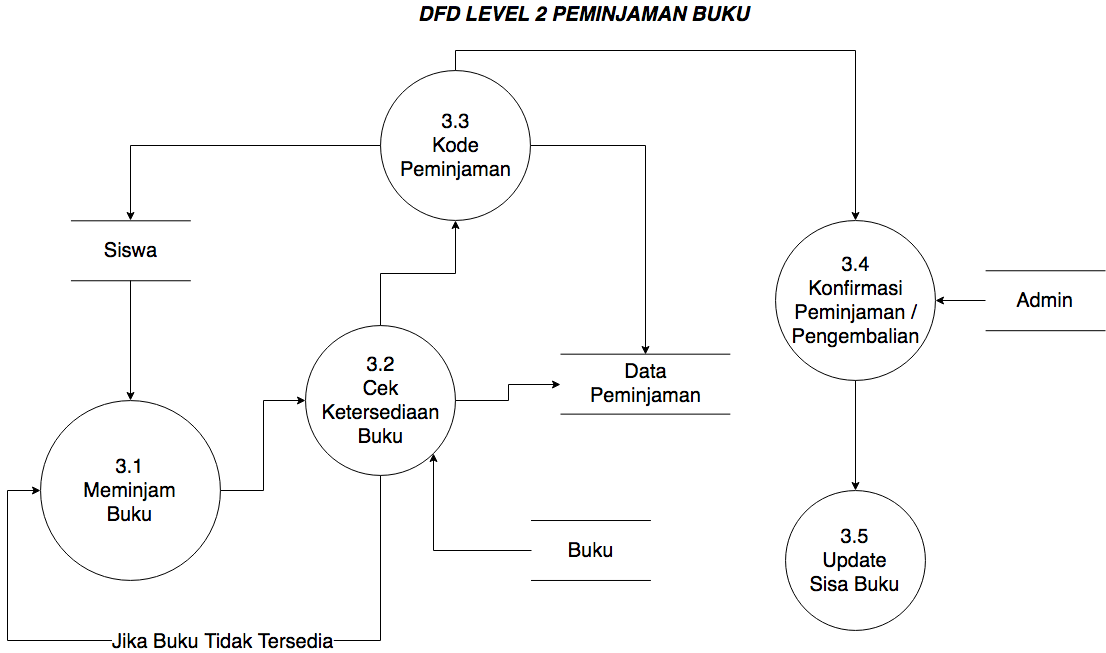 DFD LEVEL 2 PEMINJAMAN BUKU
3.3
Kode
Peminjaman
Siswa
3.4
Konfirmasi
Peminjaman /
Pengembalian
Admin
3.2
Cek
Ketersediaan
Buku
Data
Peminjaman
3.1
Meminjam
Buku
Buku
3.5
Update
Sisa Buku
Jika Buku Tidak Tersedia